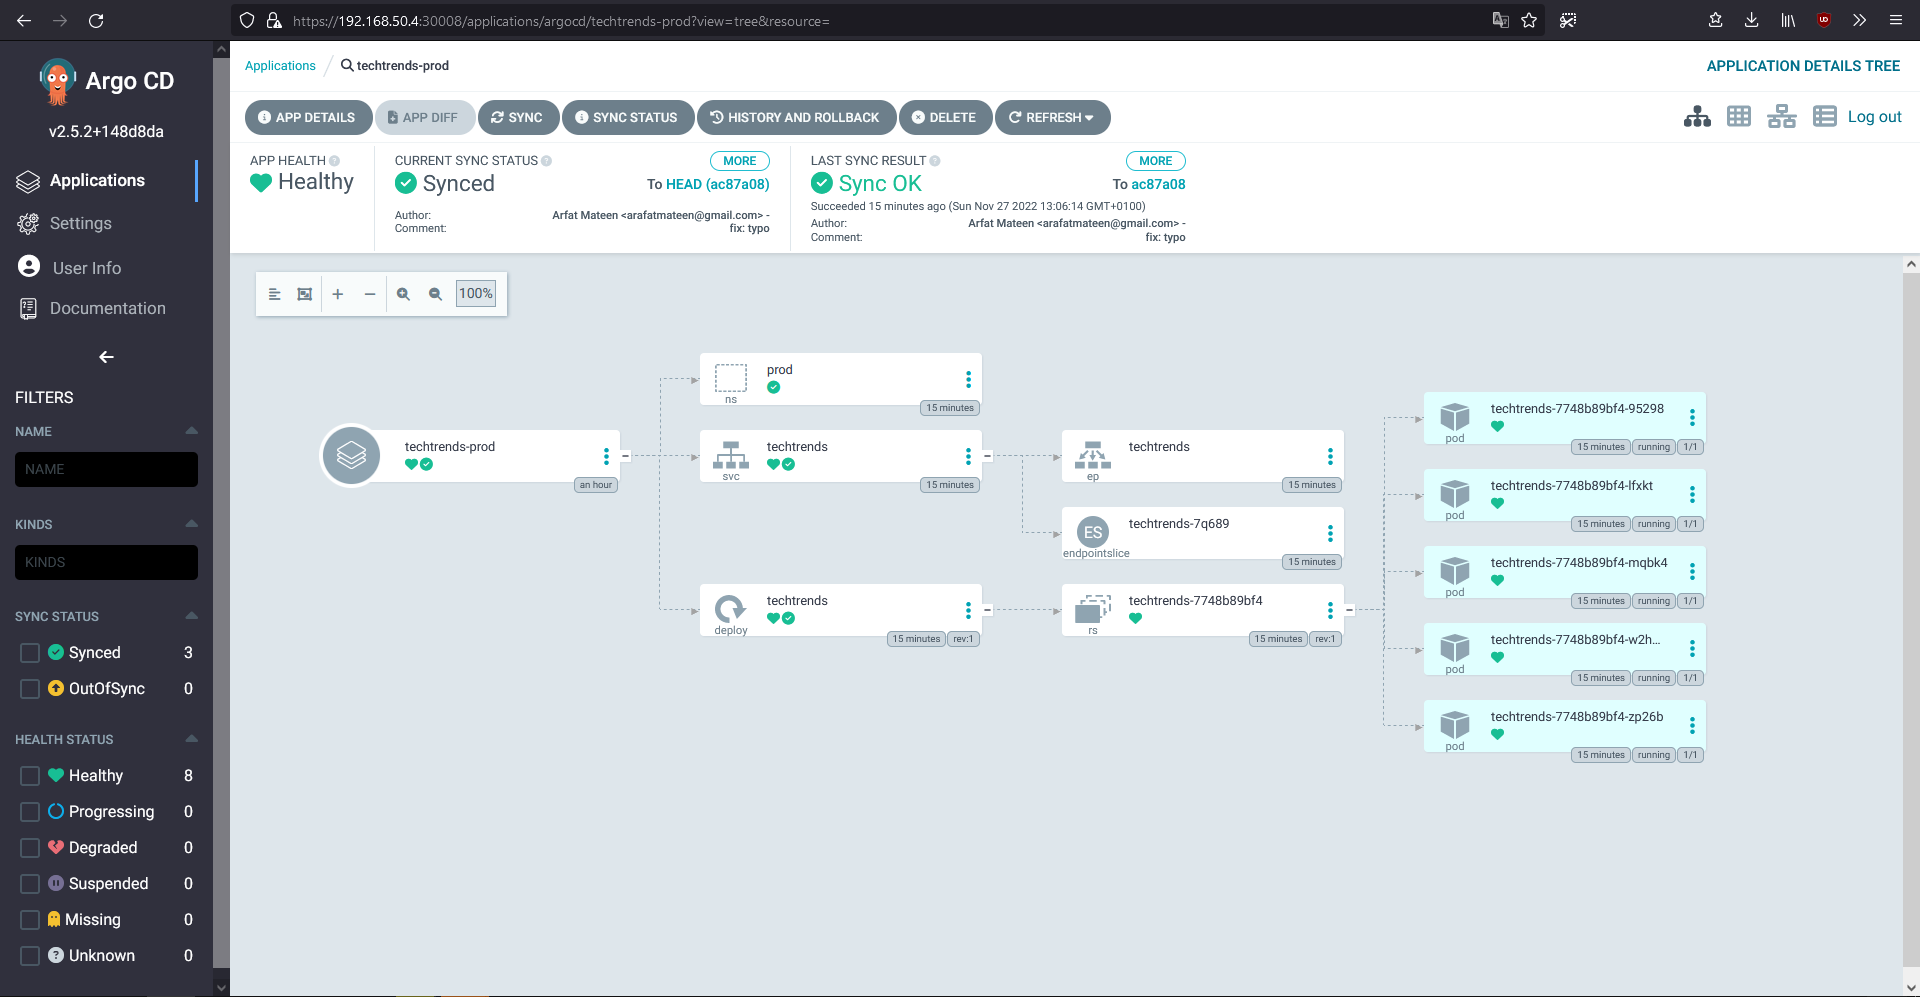 https://192.168.50.4:30008/applications/argocd/techtrends-prod?view=tree&resource=
Argo CD
v2.5.2+148d8da
Applications
Settings
User Info
Documentation
FILTERS
NAME
NAME
KINDS
KINDS
SYNC STATUS
Synced 3
OutOfSync 0
HEALTH STATUS
Healthy 8
Progressing 0
Degraded 0
Suspended 0
Missing 0
Unknown 0
Applications / techtrends-prod
APPLICATION DETAILS TREE
APP DETAILS
APP DIFF
SYNC
SYNC STATUS
HISTORY AND ROLLBACK
DELETE
REFRESH
Log out
APP HEALTH
Healthy
CURRENT SYNC STATUS
MORE
Synced
To HEAD (ac87a08)
Author: Arfat Mateen <arafatmateen@gmail.com> -
Comment: fix: typo
LAST SYNC RESULT
MORE
Sync OK
To ac87a08
Succeeded 15 minutes ago (Sun Nov 27 2022 13:06:14 GMT+0100)
Author: Arfat Mateen <arafatmateen@gmail.com> -
Comment: fix: typo
100%
techtrends-prod
an hour
prod
ns
15 minutes
techtrends
svc
15 minutes
techtrends
deploy
15 minutes rev:1
techtrends
ep
15 minutes
ES
techtrends-7q689
endpointslice
15 minutes
techtrends-7748b89bf4
rs
15 minutes rev:1
techtrends-7748b89bf4-95298
pod
15 minutes running 1/1
techtrends-7748b89bf4-lfxkt
pod
15 minutes running 1/1
techtrends-7748b89bf4-mqbk4
pod
15 minutes running 1/1
techtrends-7748b89bf4-w2h...
pod
15 minutes running 1/1
techtrends-7748b89bf4-zp26b
pod
15 minutes running 1/1